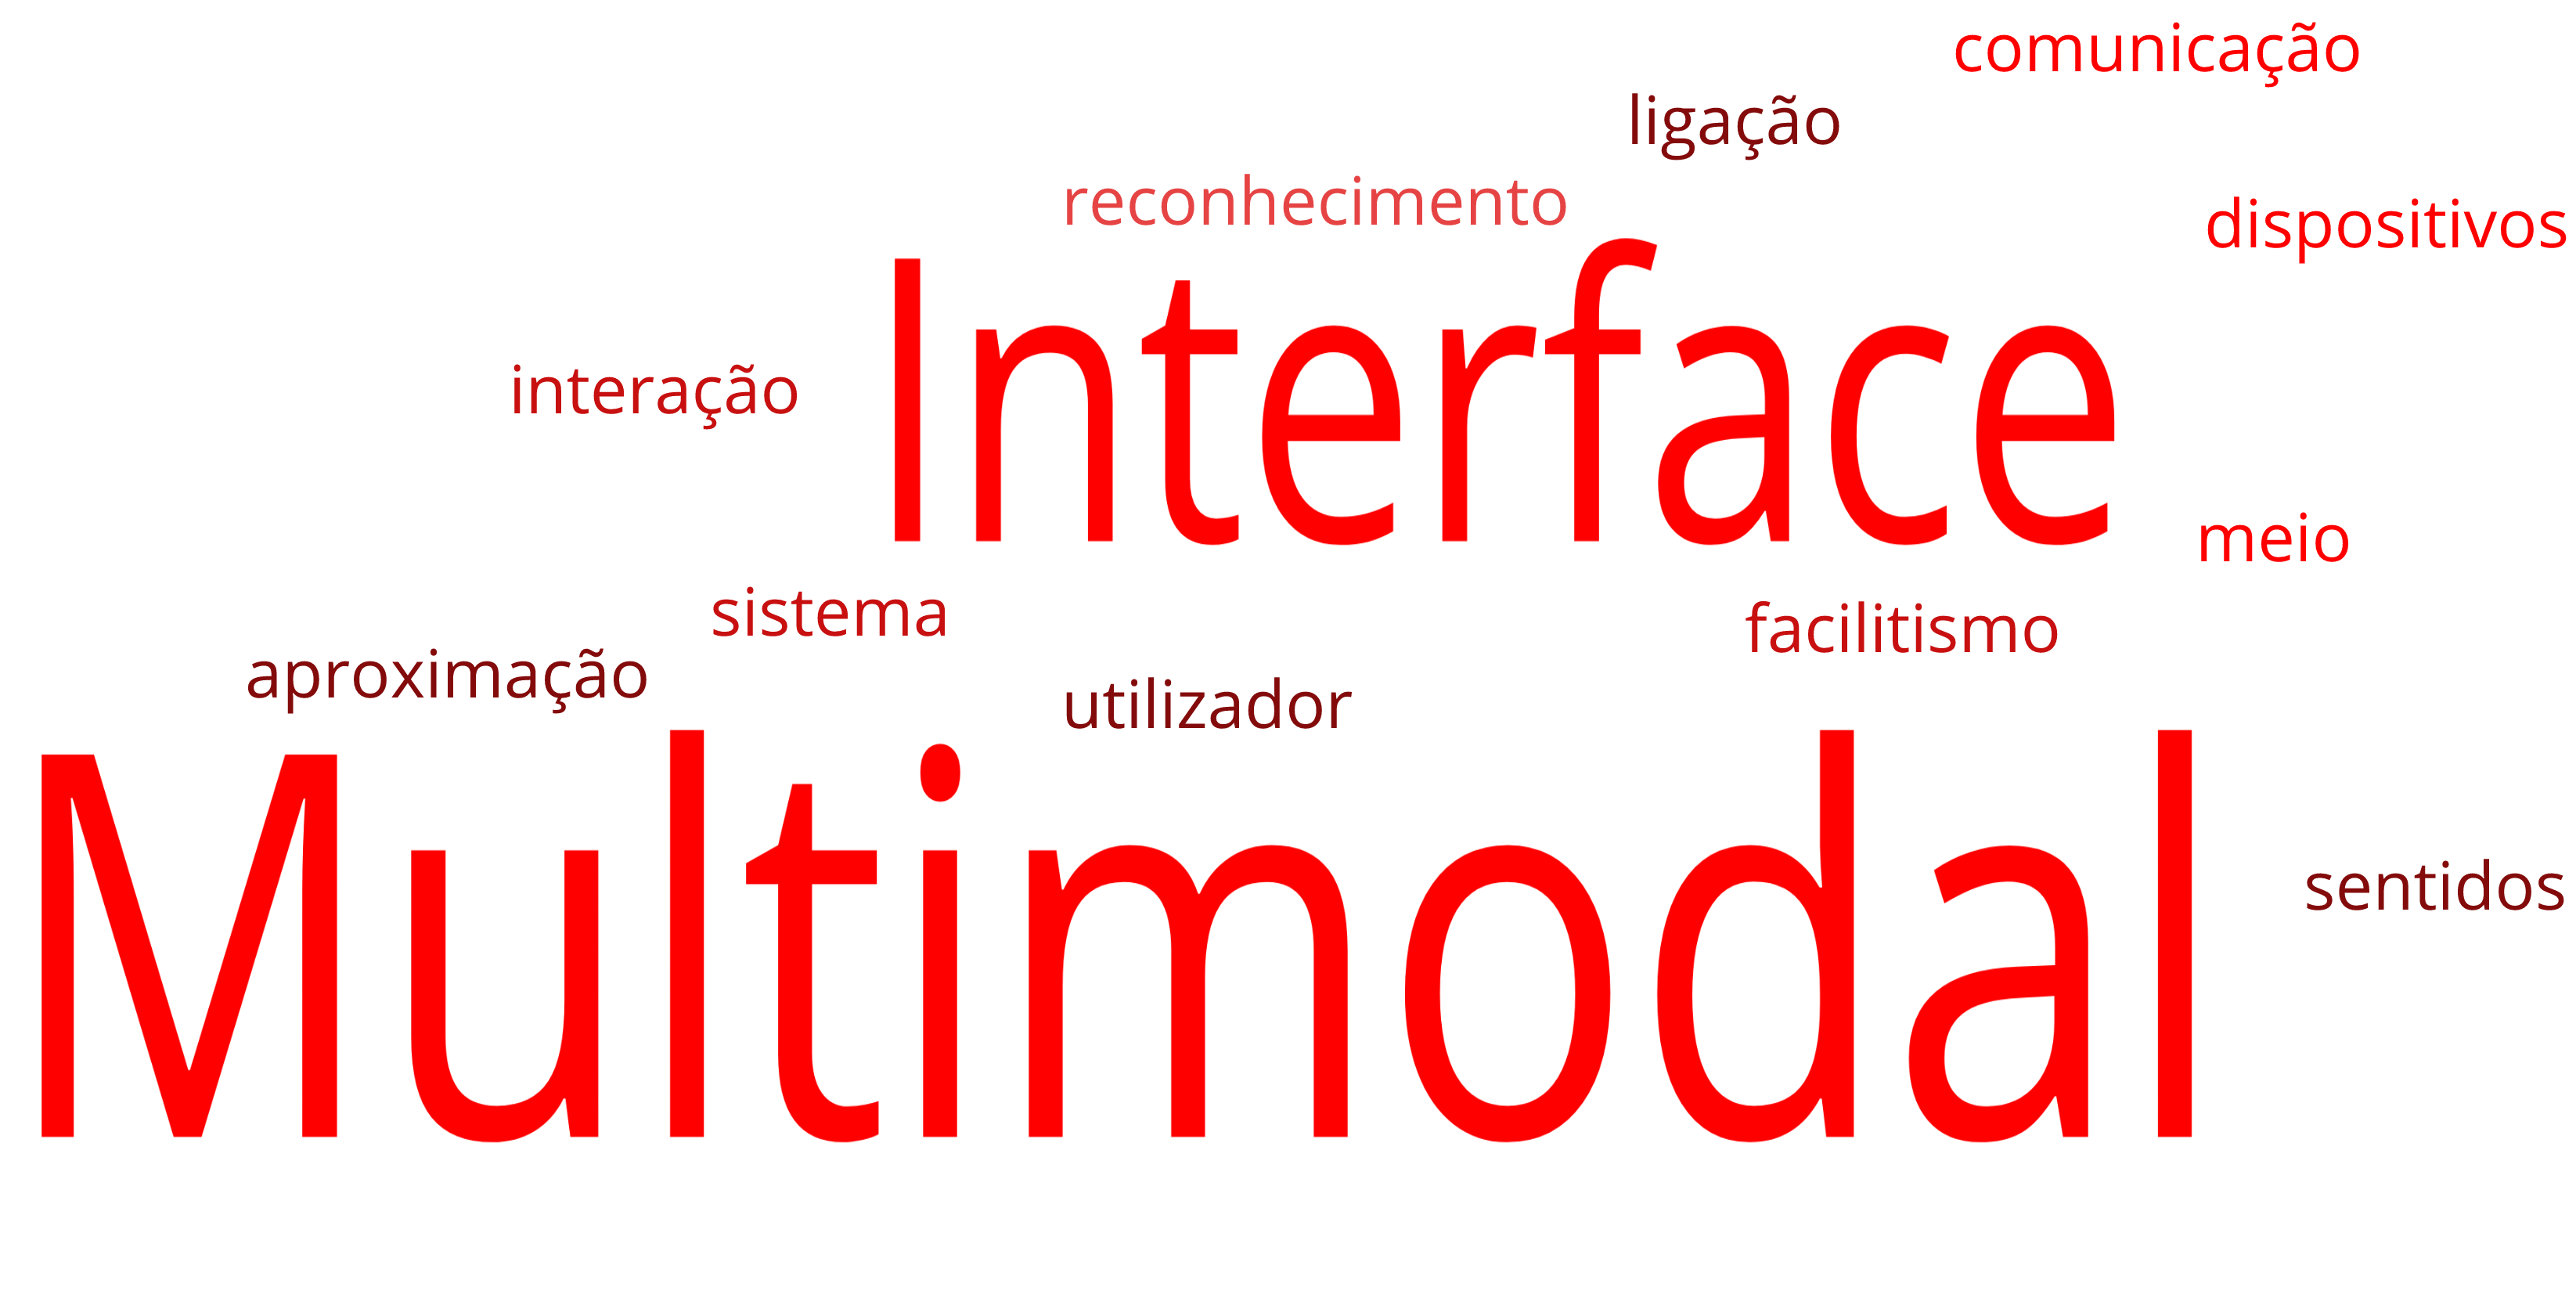 comunicação
ligação
reconhecimento
dispositivos
Interface
interação
meio
sistema
facilitismo
aproximação
utilizador
Multimodal
sentidos